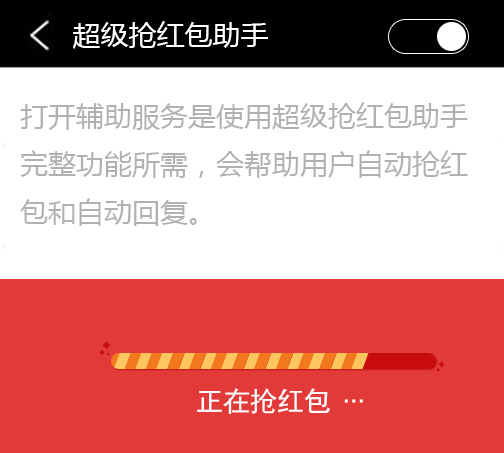 超级抢红包助手
打开辅助服务是使用超级抢红包助手
完整功能所需，会帮助用户自动抢红
包和自动回复。
正在抢红包 ···